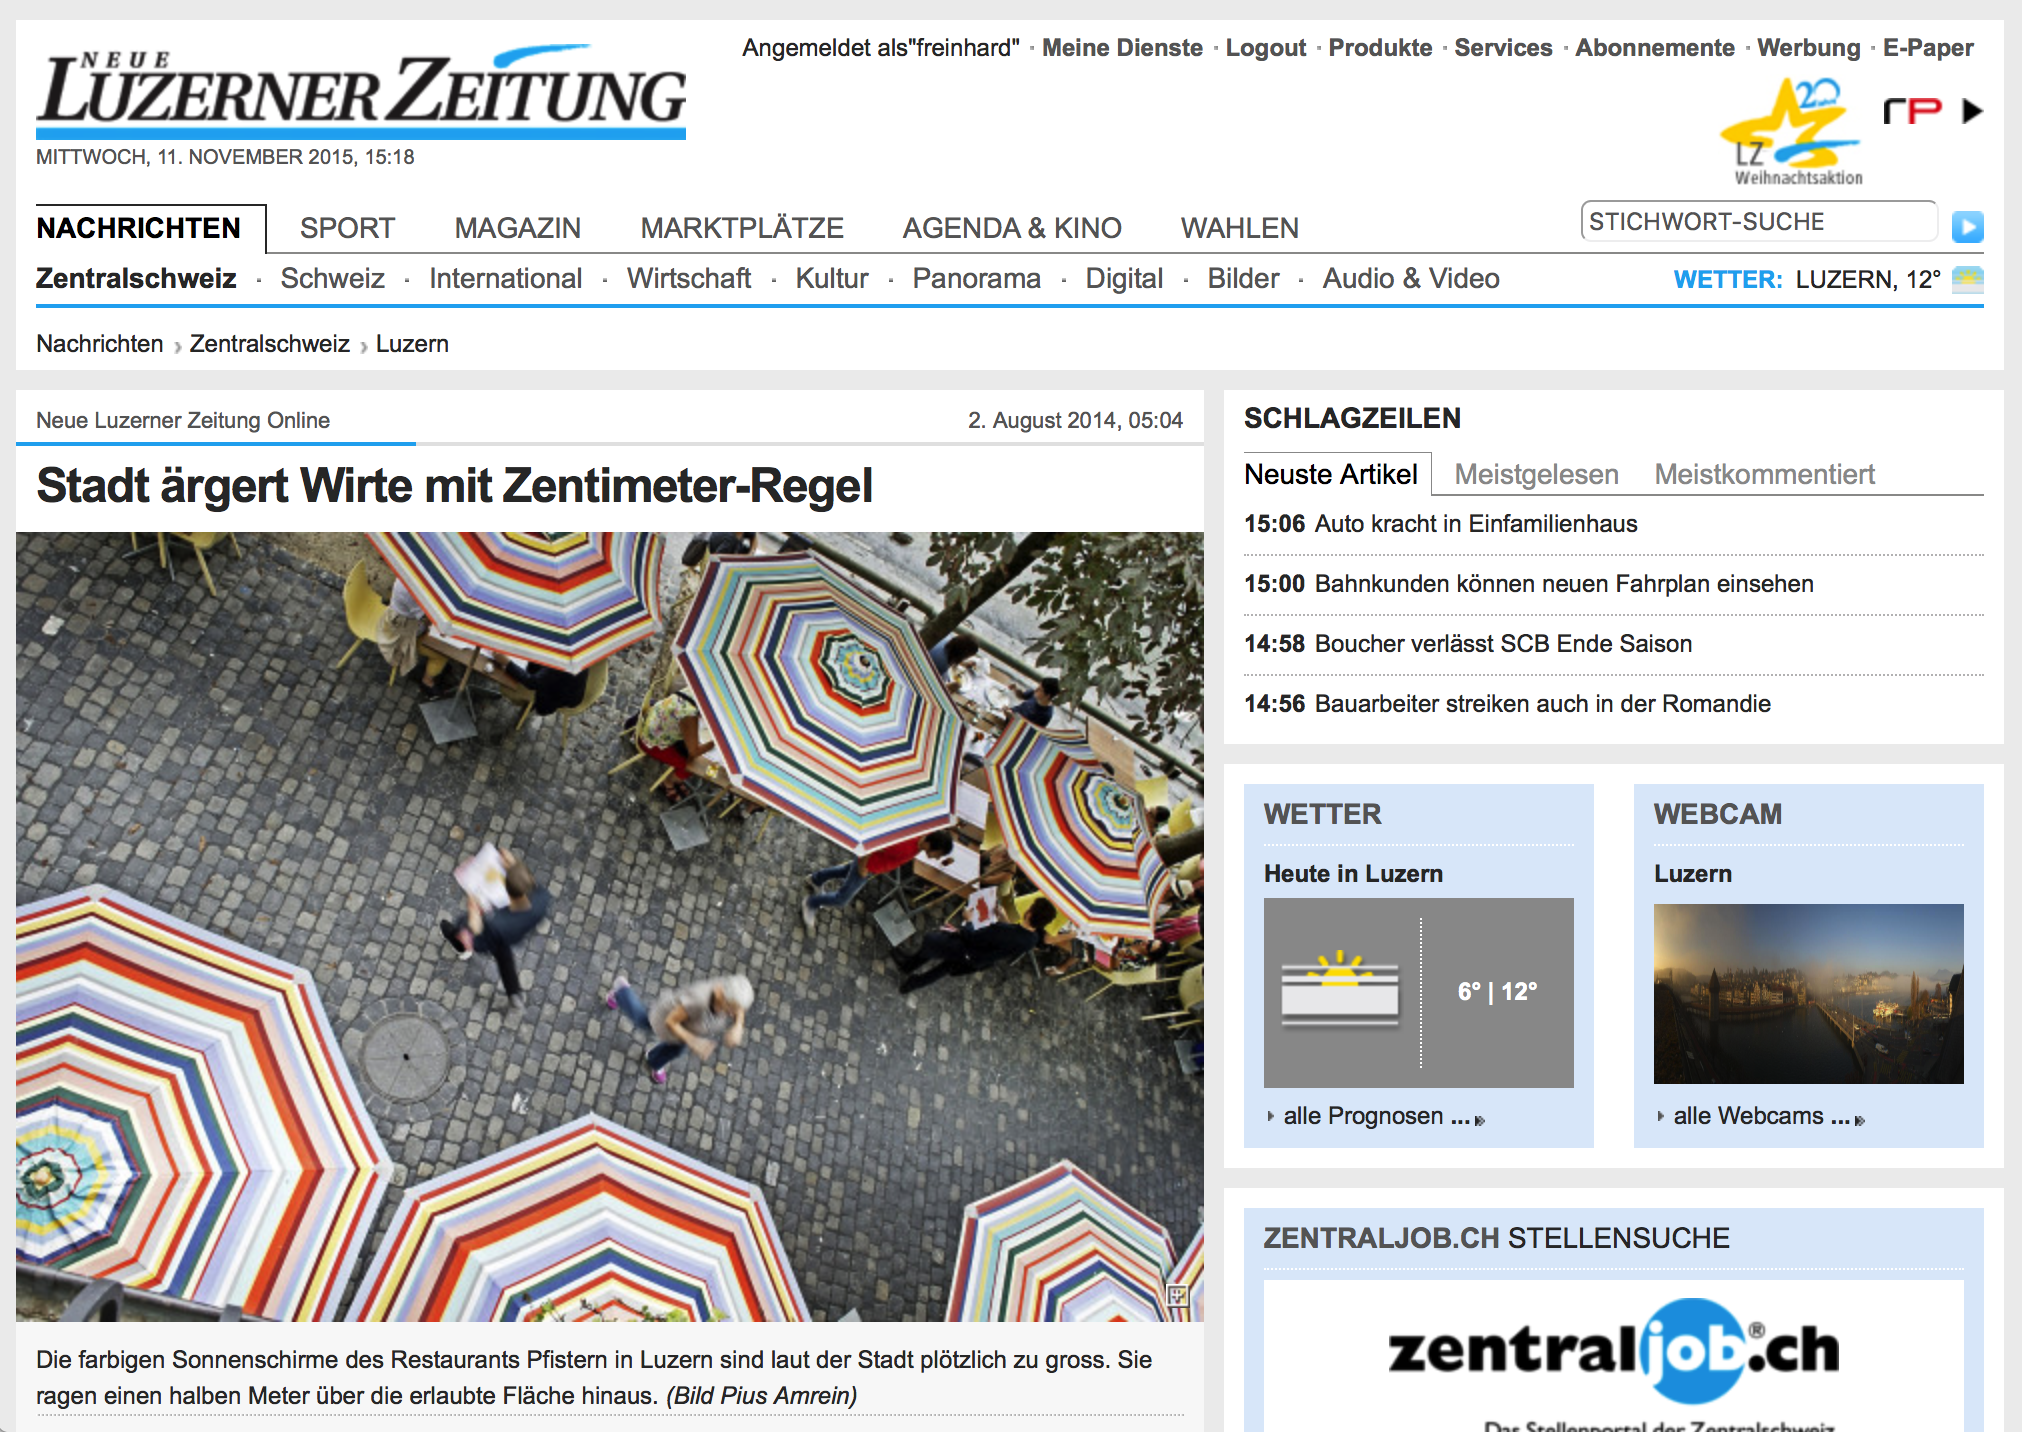 Angemeldet als"freinhard" · Meine Dienste · Logout · Produkte · Services · Abonnemente · Werbung · E-Paper
NEUE
LUZERNER ZEITUNG
MITTWOCH, 11. NOVEMBER 2015, 15:18
20
LZ
Weihnachtsaktion
rP
NACHRICHTEN SPORT MAGAZIN MARKTPLÄTZE AGENDA & KINO WAHLEN STICHWORT-SUCHE
Zentralschweiz · Schweiz · International · Wirtschaft · Kultur · Panorama · Digital · Bilder · Audio & Video WETTER: LUZERN, 12°
Nachrichten › Zentralschweiz › Luzern
Neue Luzerner Zeitung Online 2. August 2014, 05:04
Stadt ärgert Wirte mit Zentimeter-Regel
Die farbigen Sonnenschirme des Restaurants Pfistern in Luzern sind laut der Stadt plötzlich zu gross. Sie
ragen einen halben Meter über die erlaubte Fläche hinaus. (Bild Pius Amrein)
SCHLAGZEILEN
Neuste Artikel Meistgelesen Meistkommentiert
15:06 Auto kracht in Einfamilienhaus
15:00 Bahnkunden können neuen Fahrplan einsehen
14:58 Boucher verlässt SCB Ende Saison
14:56 Bauarbeiter streiken auch in der Romandie
WETTER
Heute in Luzern
6° | 12°
alle Prognosen ...
WEBCAM
Luzern
alle Webcams ...
ZENTRALJOB.CH STELLENSUCHE
zentraljob®.ch
Das Stellenportal der Zentralschweiz